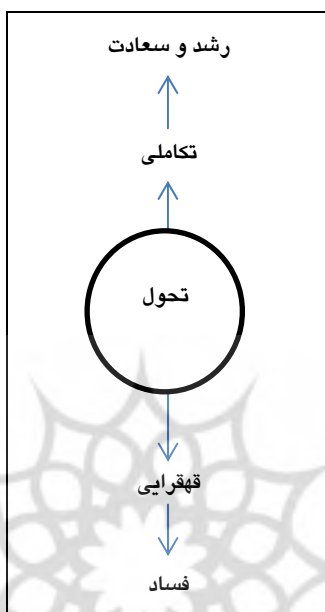 رشد و سعادت
تکاملی
تحول
قهقرایی
فساد